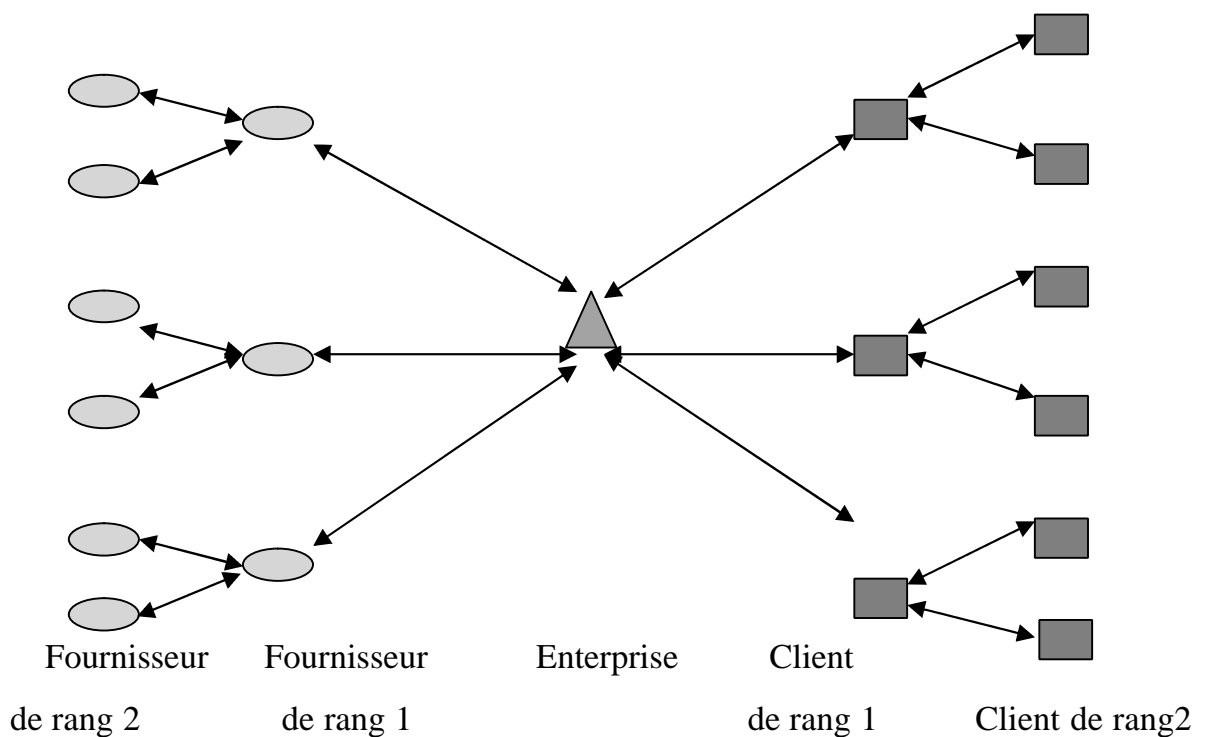 Fournisseur Fournisseur Enterprise Client
de rang 2 de rang 1 de rang 1 Client de rang2